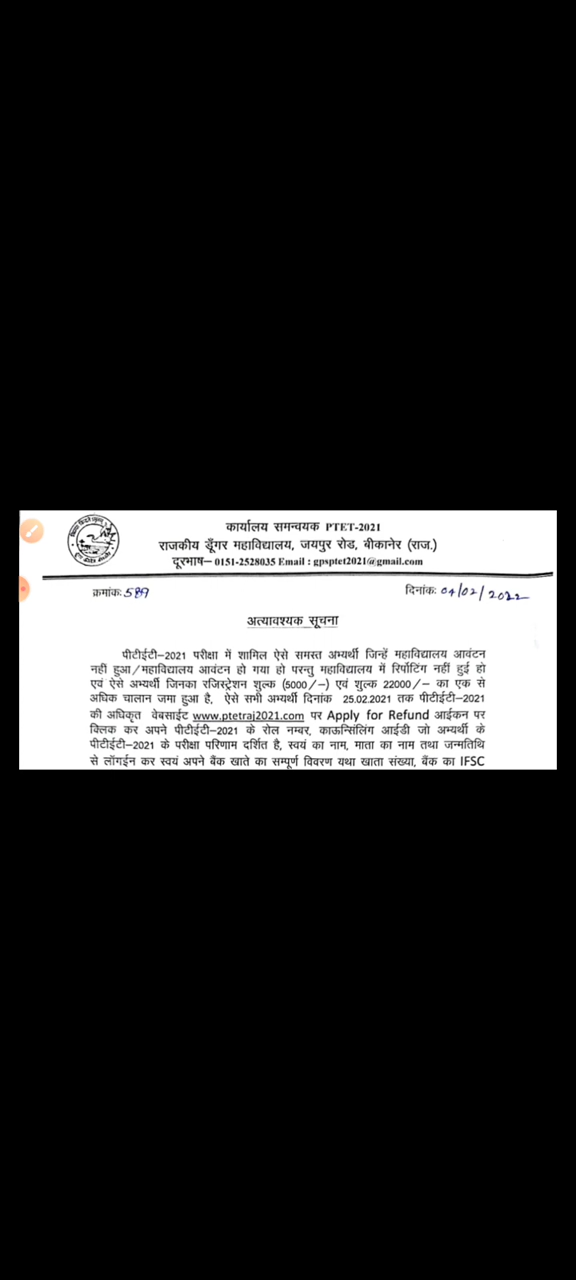 कार्यालय समन्वयक PTET-2021
राजकीय डूँगर महाविद्यालय, जयपुर रोड, बीकानेर (राज.)
दूरभाष– 0151-2528035 Email : gpsptet2021@gmail.com
क्रमांक: 589 दिनांक: 04/02/2022
अत्यावश्यक सूचना
पीटीईटी–2021 परीक्षा में शामिल ऐसे समस्त अभ्यर्थी जिन्हें महाविद्यालय आवंटन
नहीं हुआ/महाविद्यालय आवंटन हो गया हो परन्तु महाविद्यालय में रिपोर्टिंग नहीं हुई हो
एवं ऐसे अभ्यर्थी जिनका रजिस्ट्रेशन शुल्क (5000/–) एवं शुल्क 22000/– का एक से
अधिक चालान जमा हुआ है, ऐसे सभी अभ्यर्थी दिनांक 25.02.2021 तक पीटीईटी–2021
की अधिकृत वेबसाईट www.ptetraj2021.com पर Apply for Refund आईकन पर
क्लिक कर अपने पीटीईटी–2021 के रोल नम्बर, काऊन्सिंलिंग आईडी जो अभ्यर्थी के
पीटीईटी–2021 के परीक्षा परिणाम दर्शित है, स्वयं का नाम, माता का नाम तथा जन्मतिथि
से लॉगईन कर स्वयं अपने बैंक खाते का सम्पूर्ण विवरण यथा खाता संख्या, बैंक का IFSC